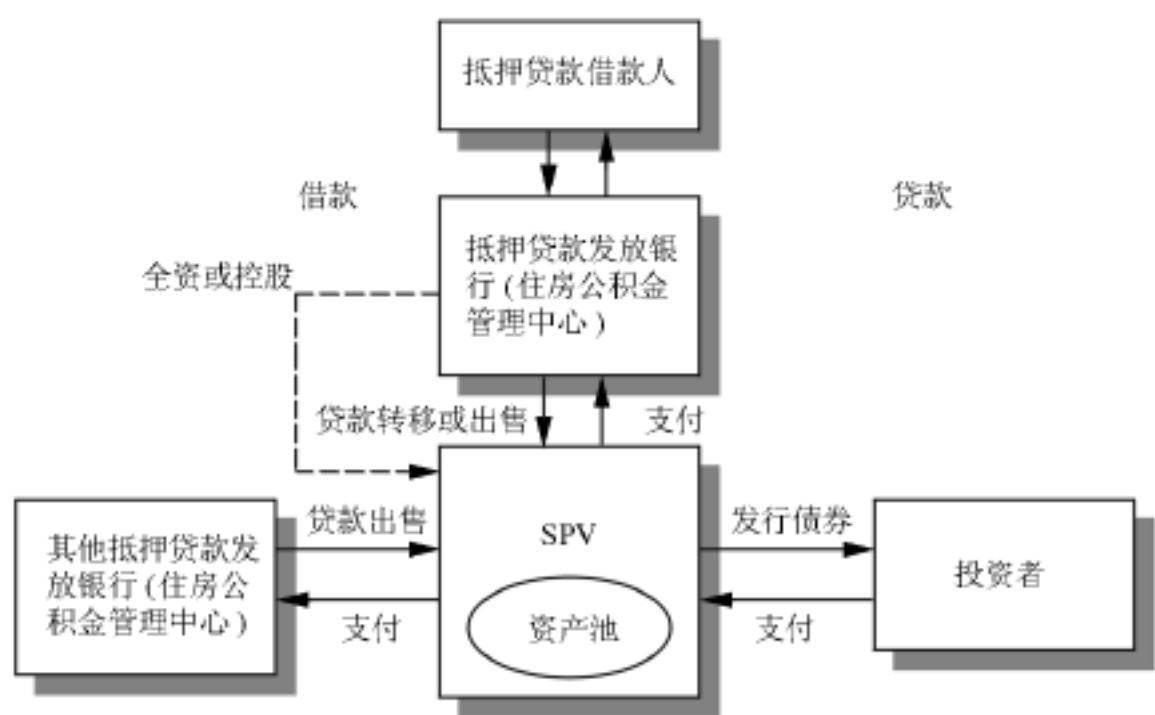 抵押贷款借款人
借款
贷款
抵押贷款发放银
行(住房公积金
管理中心)
全资或控股
贷款转移或出售
支付
其他抵押贷款发
放银行(住房公
积金管理中心)
贷款出售
支付
SPV
资产池
发行债券
支付
投资者